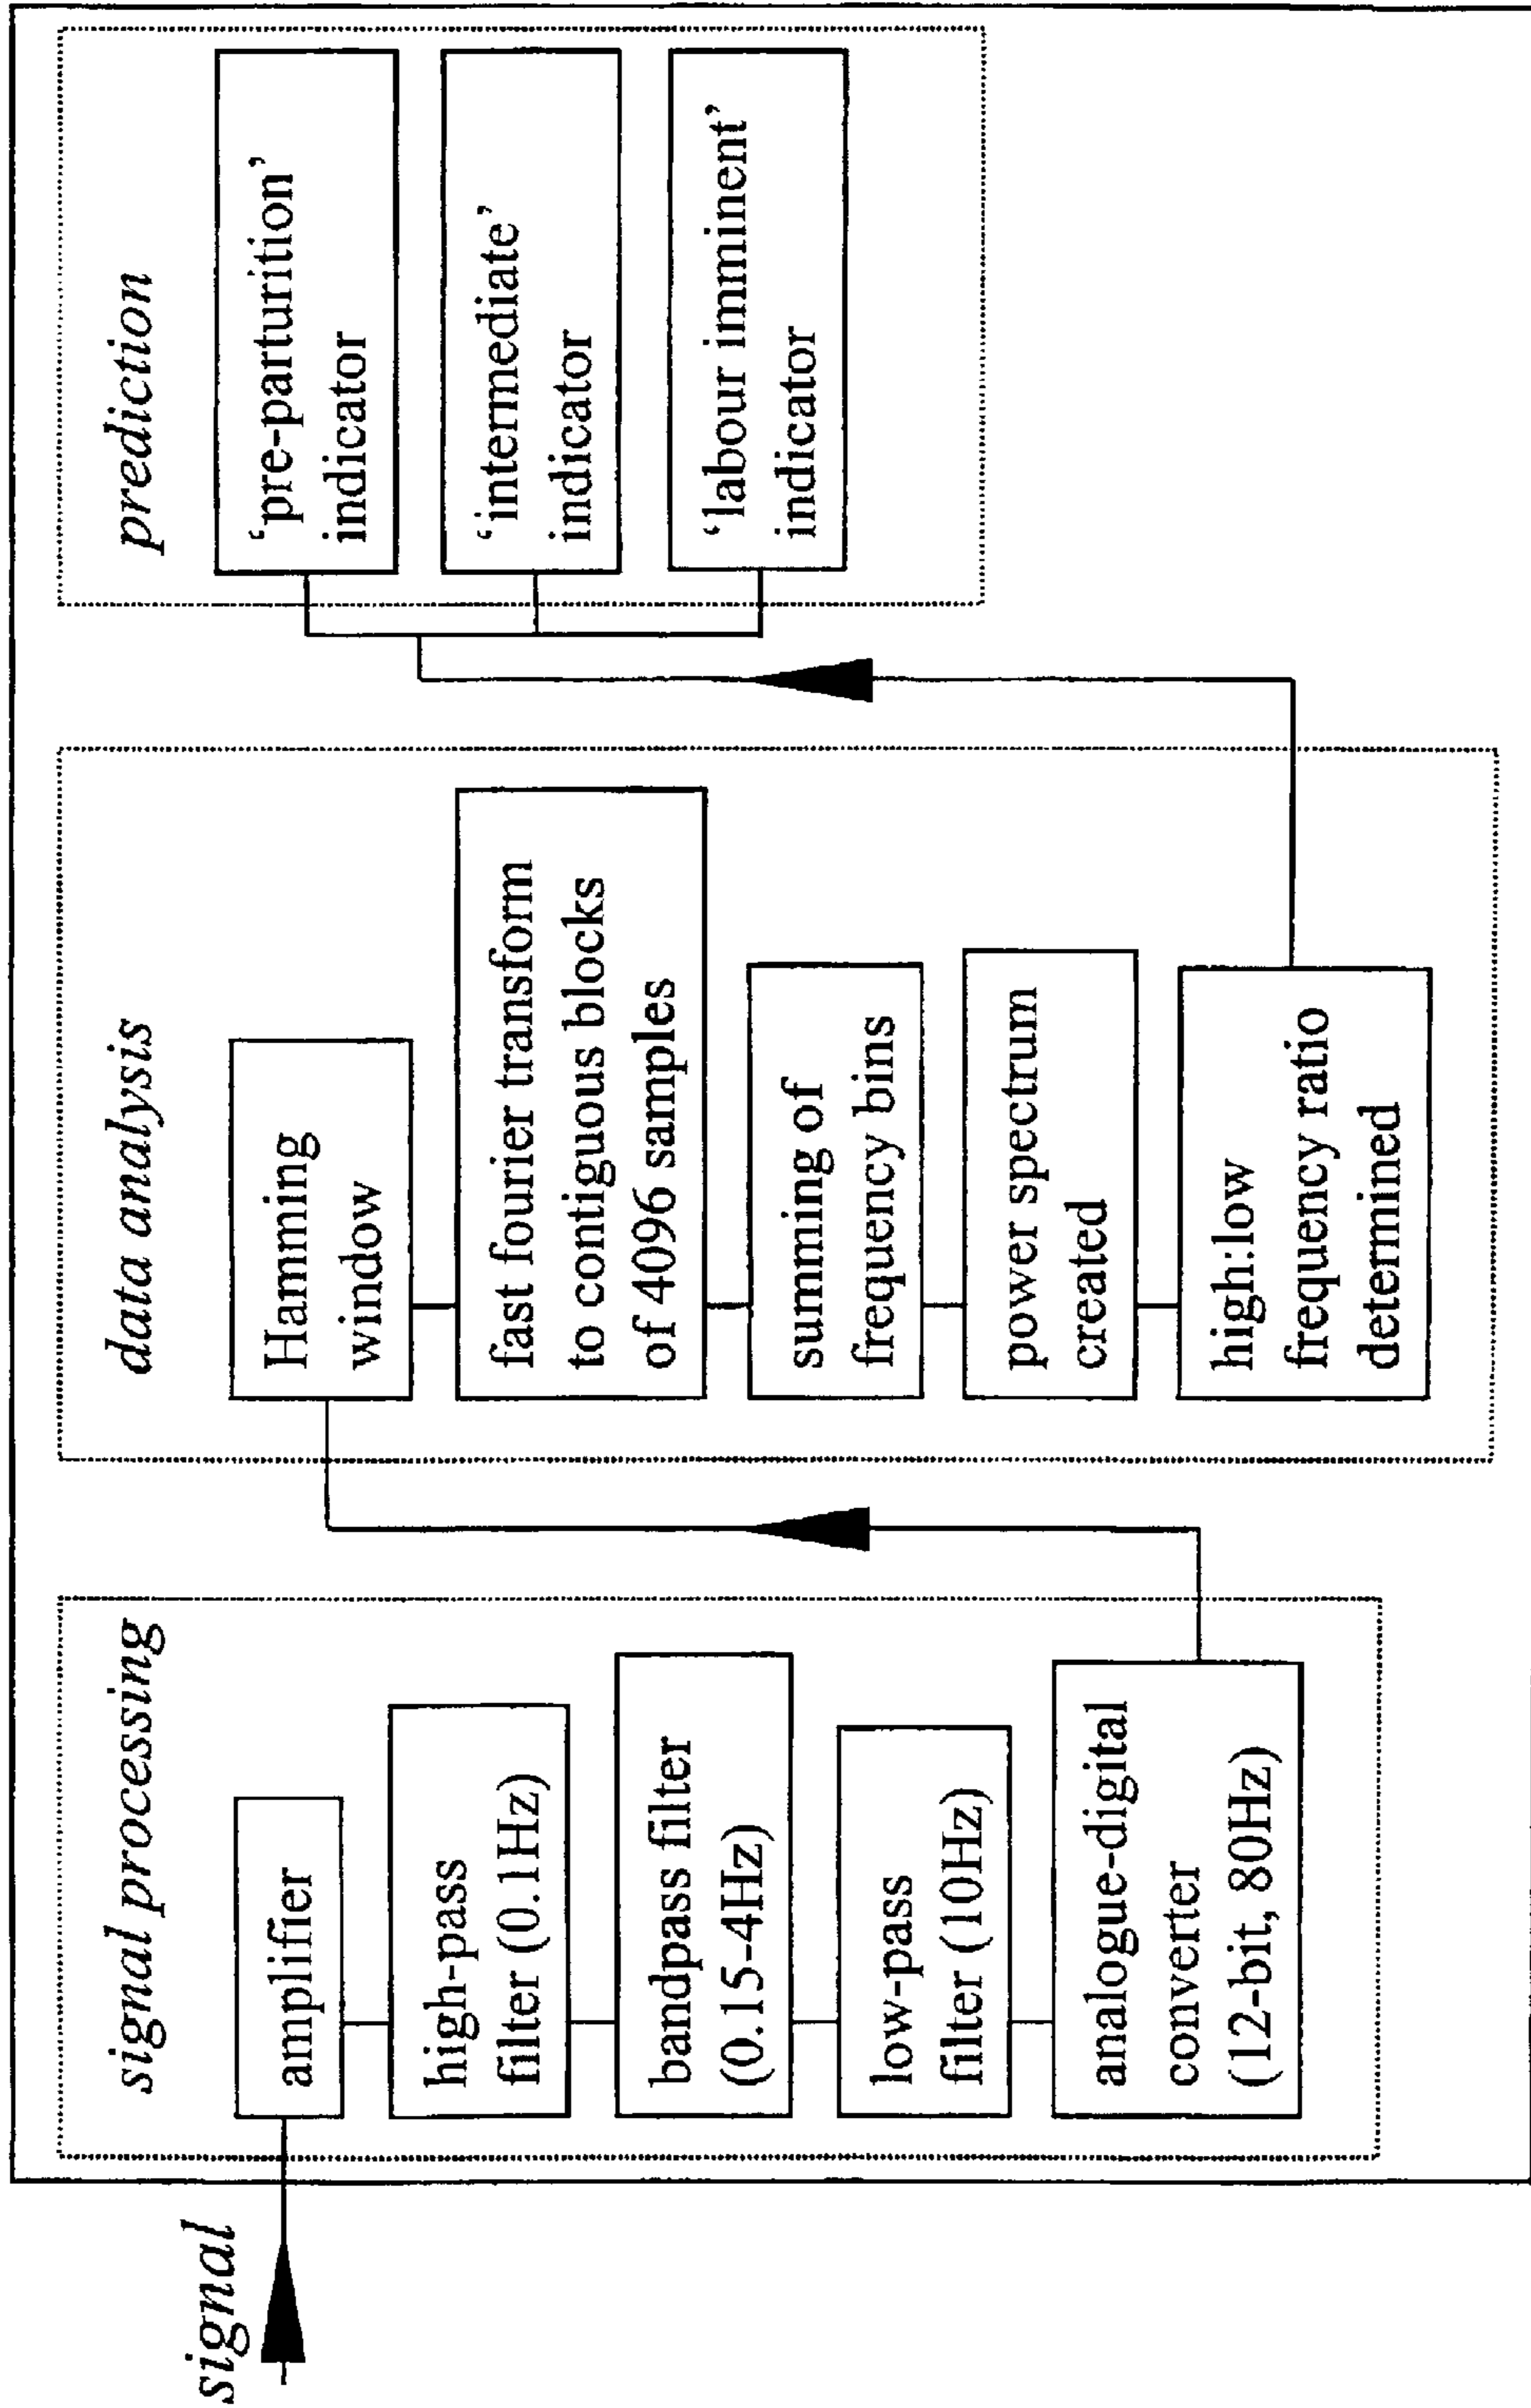 signal
signal processing
amplifier
high-pass
filter (0.1Hz)
bandpass filter
(0.15-4Hz)
low-pass
filter (10Hz)
analogue-digital
converter
(12-bit, 80Hz)
data analysis
Hamming
window
fast fourier transform
to contiguous blocks
of 4096 samples
summing of
frequency bins
power spectrum
created
high:low
frequency ratio
determined
prediction
‘pre-parturition’
indicator
‘intermediate’
indicator
‘labour imminent’
indicator